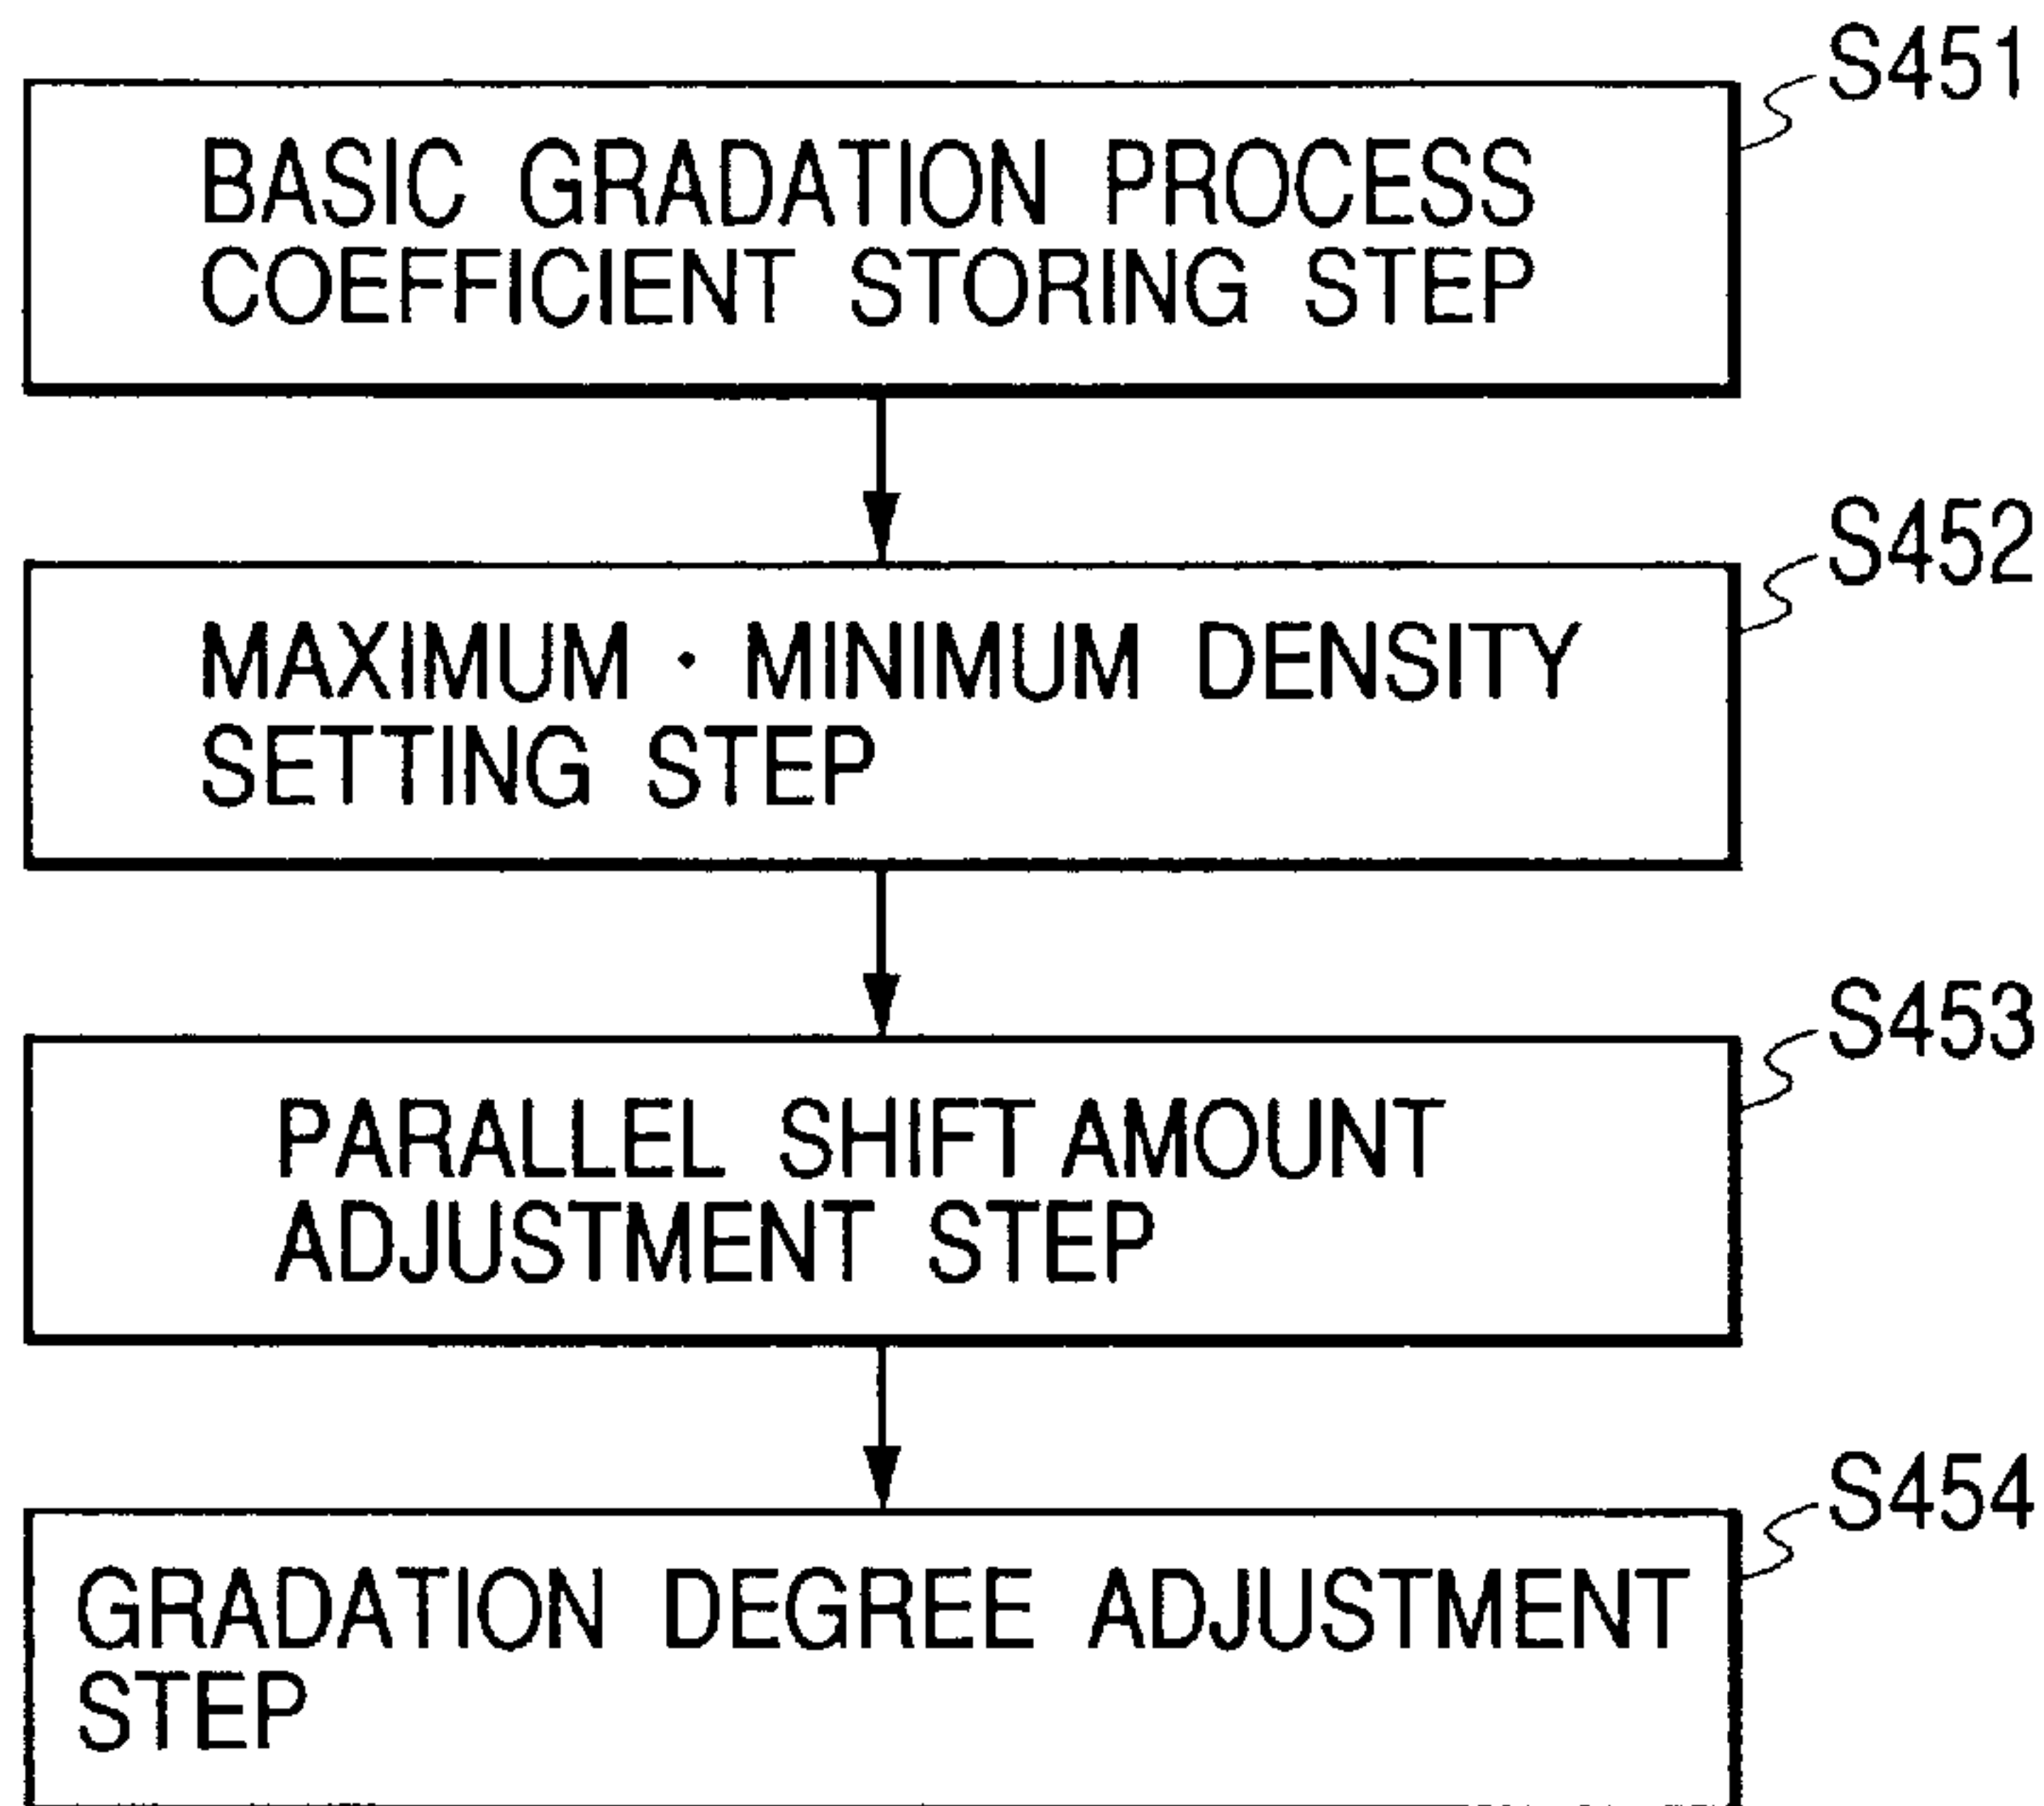 S451
BASIC GRADATION PROCESS
COEFFICIENT STORING STEP
S452
MAXIMUM · MINIMUM DENSITY
SETTING STEP
S453
PARALLEL SHIFT AMOUNT
ADJUSTMENT STEP
S454
GRADATION DEGREE ADJUSTMENT
STEP